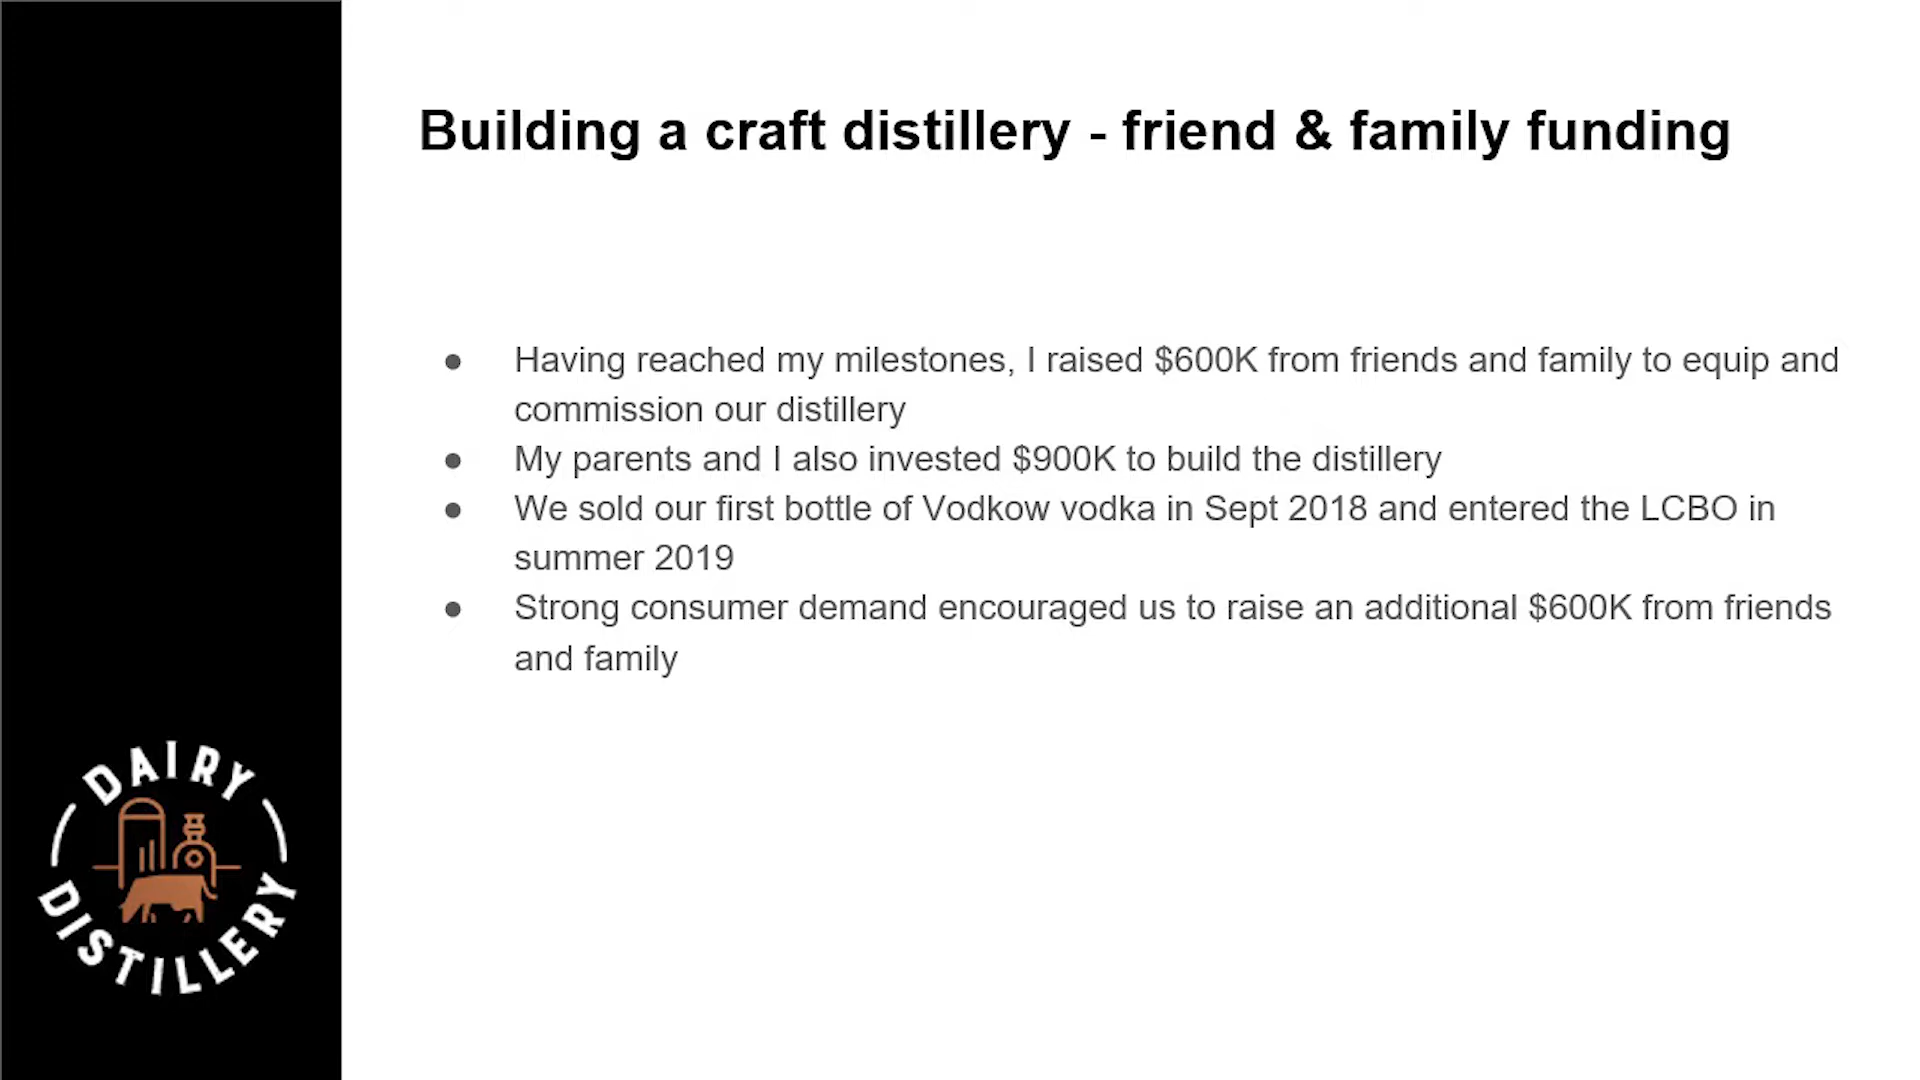 Building a craft distillery - friend & family funding
● Having reached my milestones, I raised $600K from friends and family to equip and
commission our distillery
● My parents and I also invested $900K to build the distillery
● We sold our first bottle of Vodkow vodka in Sept 2018 and entered the LCBO in
summer 2019
● Strong consumer demand encouraged us to raise an additional $600K from friends
and family
DAIRY
DISTILLERY